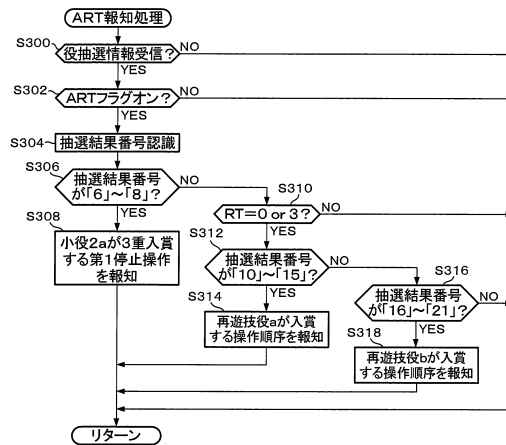 ART報知処理
S300
役抽選情報受信?
NO
YES
S302
ARTフラグオン?
NO
YES
S304
抽選結果番号認識
S306
抽選結果番号
が「6」~「8」?
NO
YES
S308
小役2aが3重入賞
する第1停止操作
を報知
S310
RT=0 or 3?
NO
YES
S312
抽選結果番号
が「10」~「15」?
NO
YES
S314
再遊技役aが入賞
する操作順序を報知
S316
抽選結果番号
が「16」~「21」?
NO
YES
S318
再遊技役bが入賞
する操作順序を報知
リターン